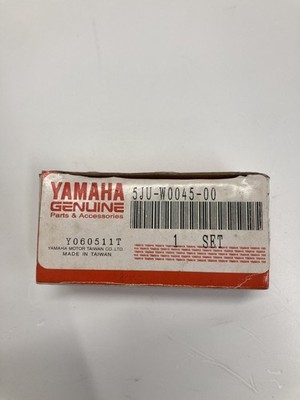 YAMAHA
GENUINE
Parts & Accessories
5JU-W0045-00
Y060511T
1 SET
YAMAHA MOTOR TAIWAN CO.,LTD.
MADE IN TAIWAN